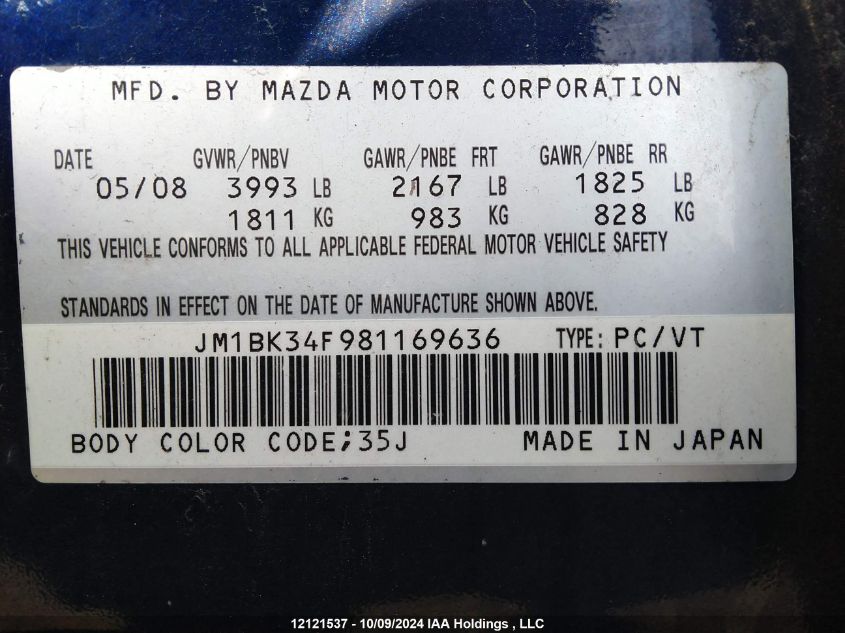 MFD. BY MAZDA MOTOR CORPORATION
DATE GVWR/PNBV GAWR/PNBE FRT GAWR/PNBE RR
05/08 3993 LB 2167 LB 1825 LB
1811 KG 983 KG 828 KG
THIS VEHICLE CONFORMS TO ALL APPLICABLE FEDERAL MOTOR VEHICLE SAFETY
STANDARDS IN EFFECT ON THE DATE OF MANUFACTURE SHOWN ABOVE.
JM1BK34F981169636 TYPE: PC/VT
BODY COLOR CODE;35J MADE IN JAPAN
12121537 - 10/09/2024 IAA Holdings , LLC